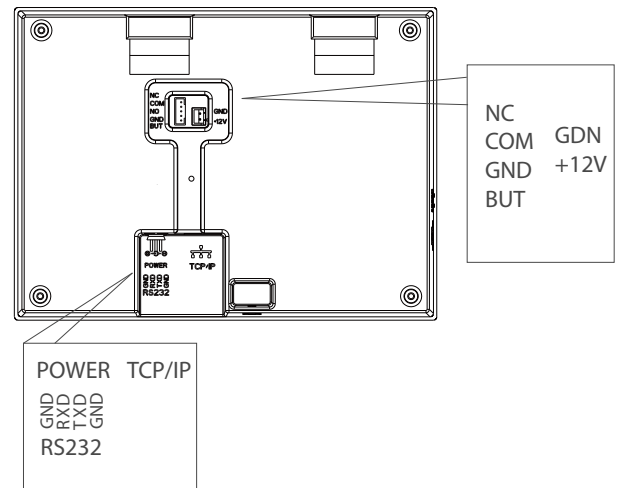 NC
COM
NO
GND
BUT
GND
+12V
POWER
TCP/IP
GND
RXD
TXD
GND
RS232
NC
COM
GND
BUT
GDN
+12V
POWER TCP/IP
GND
RXD
TXD
GND
RS232